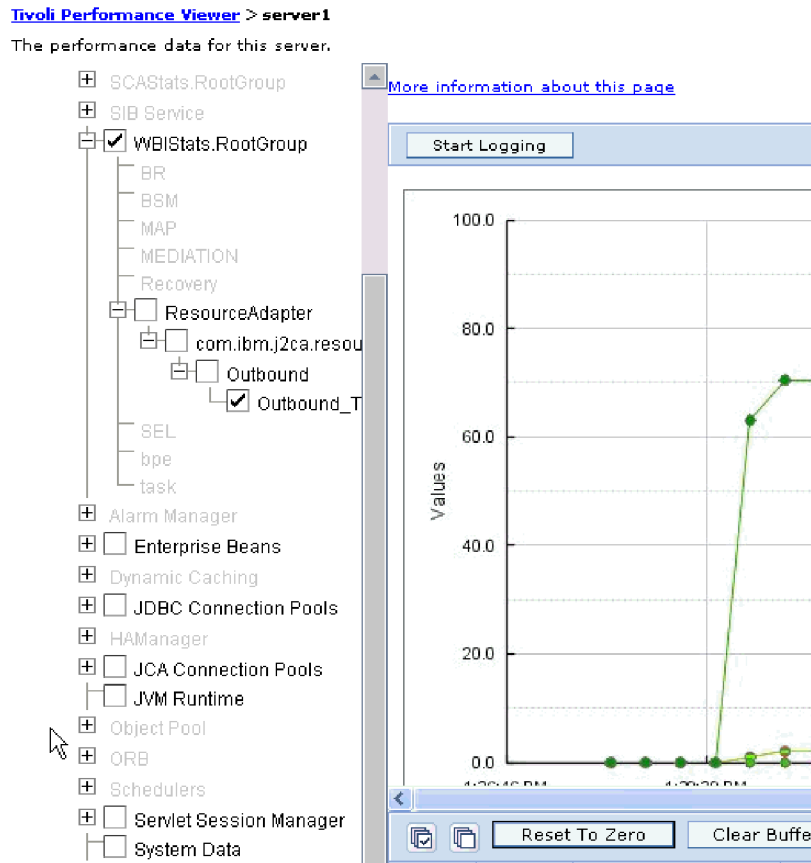 Tivoli Performance Viewer > server1
The performance data for this server.
SCAStats.RootGroup
SIB Service
WBIStats.RootGroup
BR
BSM
MAP
MEDIATION
Recovery
ResourceAdapter
com.ibm.j2ca.resou
Outbound
Outbound_T
SEL
bpe
task
Alarm Manager
Enterprise Beans
Dynamic Caching
JDBC Connection Pools
HAManager
JCA Connection Pools
JVM Runtime
Object Pool
ORB
Schedulers
Servlet Session Manager
System Data
More information about this page
Start Logging
100.0
80.0
60.0
40.0
20.0
0.0
Values
Reset To Zero
Clear Buffe